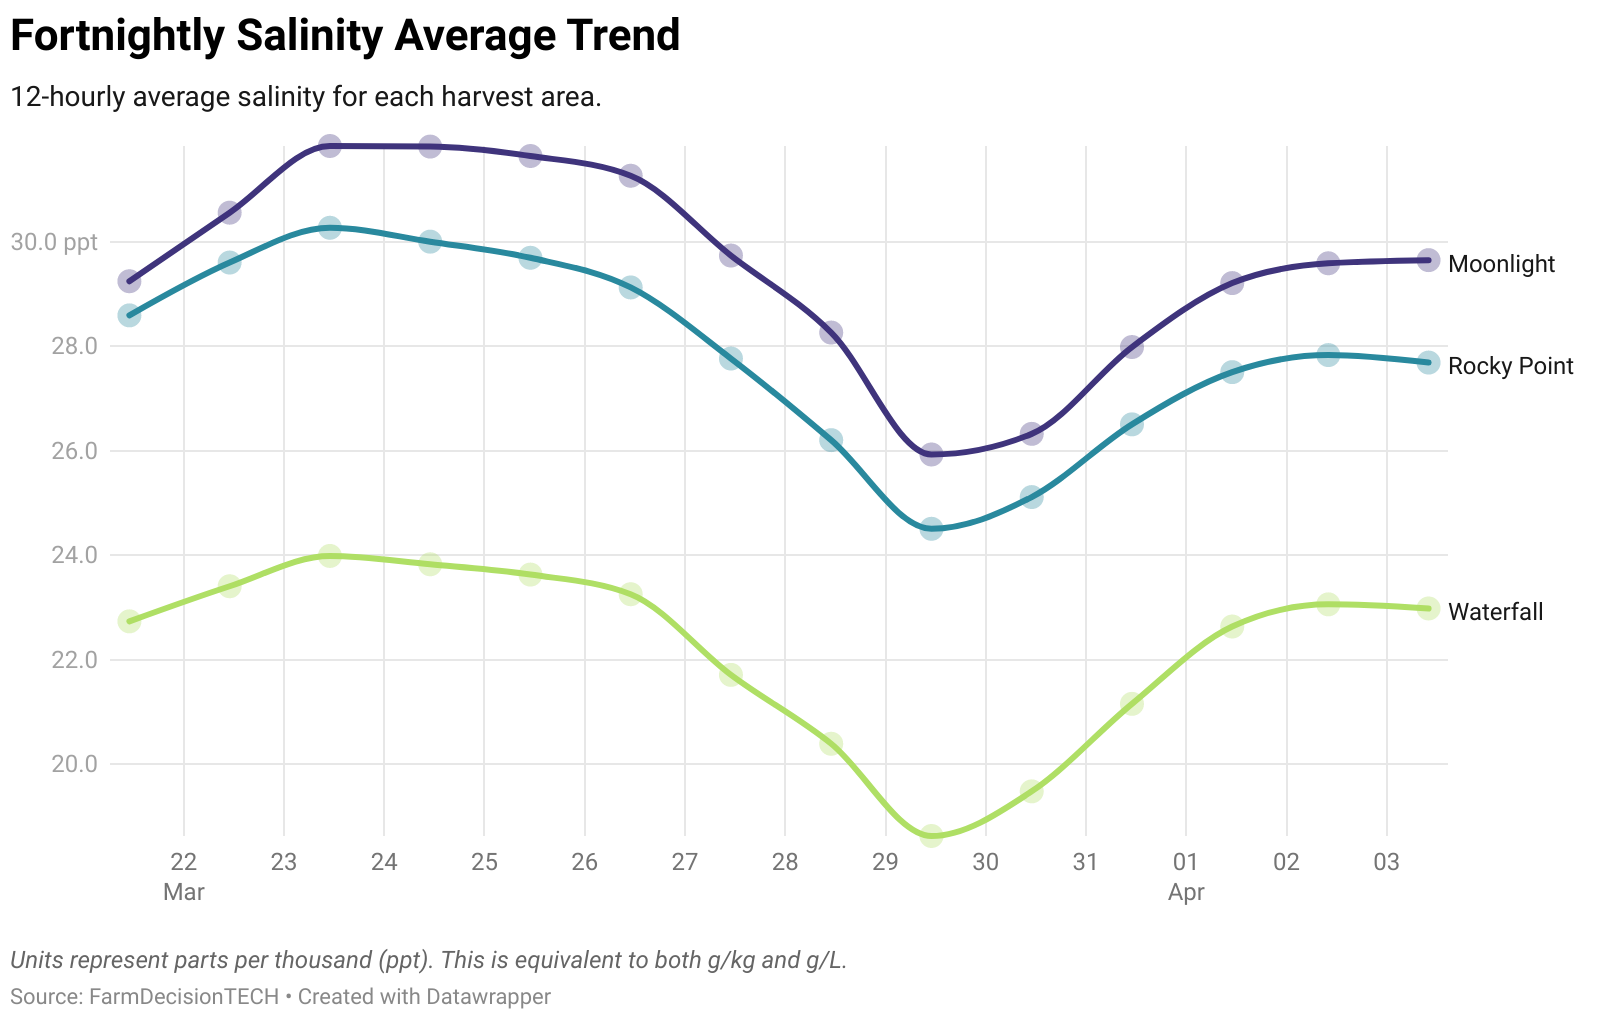 Fortnightly Salinity Average Trend
12-hourly average salinity for each harvest area.
30.0 ppt
28.0
26.0
24.0
22.0
20.0
Moonlight
Rocky Point
Waterfall
22 23 24 25 26 27 28 29 30 31 01 02 03
Mar Apr
Units represent parts per thousand (ppt). This is equivalent to both g/kg and g/L.
Source: FarmDecisionTECH • Created with Datawrapper